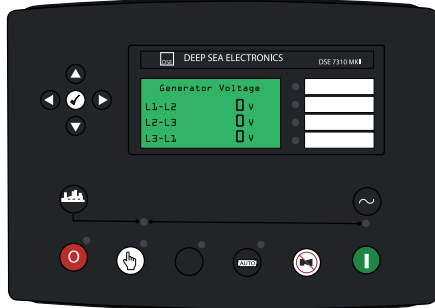 DSE DEEP SEA ELECTRONICS DSE 7310 MKII
Generator Voltage
L1-L2 0 V
L2-L3 0 V
L3-L1 0 V
O AUTO I